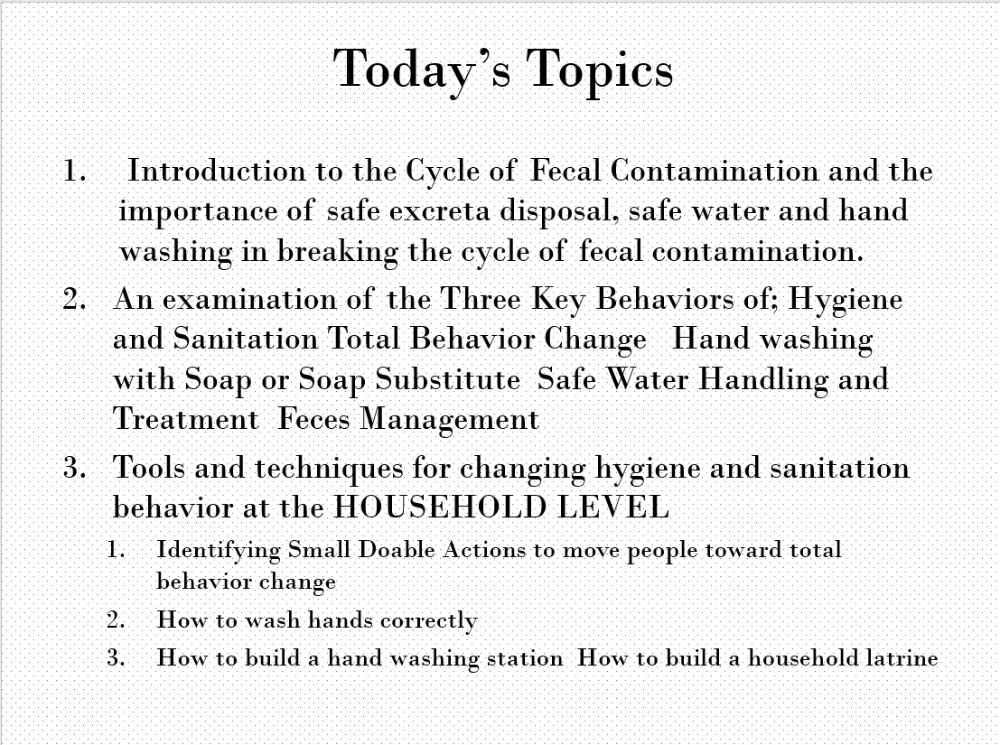 Today’s Topics
1. Introduction to the Cycle of Fecal Contamination and the
importance of safe excreta disposal, safe water and hand
washing in breaking the cycle of fecal contamination.
2. An examination of the Three Key Behaviors of; Hygiene
and Sanitation Total Behavior Change Hand washing
with Soap or Soap Substitute Safe Water Handling and
Treatment Feces Management
3. Tools and techniques for changing hygiene and sanitation
behavior at the HOUSEHOLD LEVEL
1. Identifying Small Doable Actions to move people toward total
behavior change
2. How to wash hands correctly
3. How to build a hand washing station How to build a household latrine